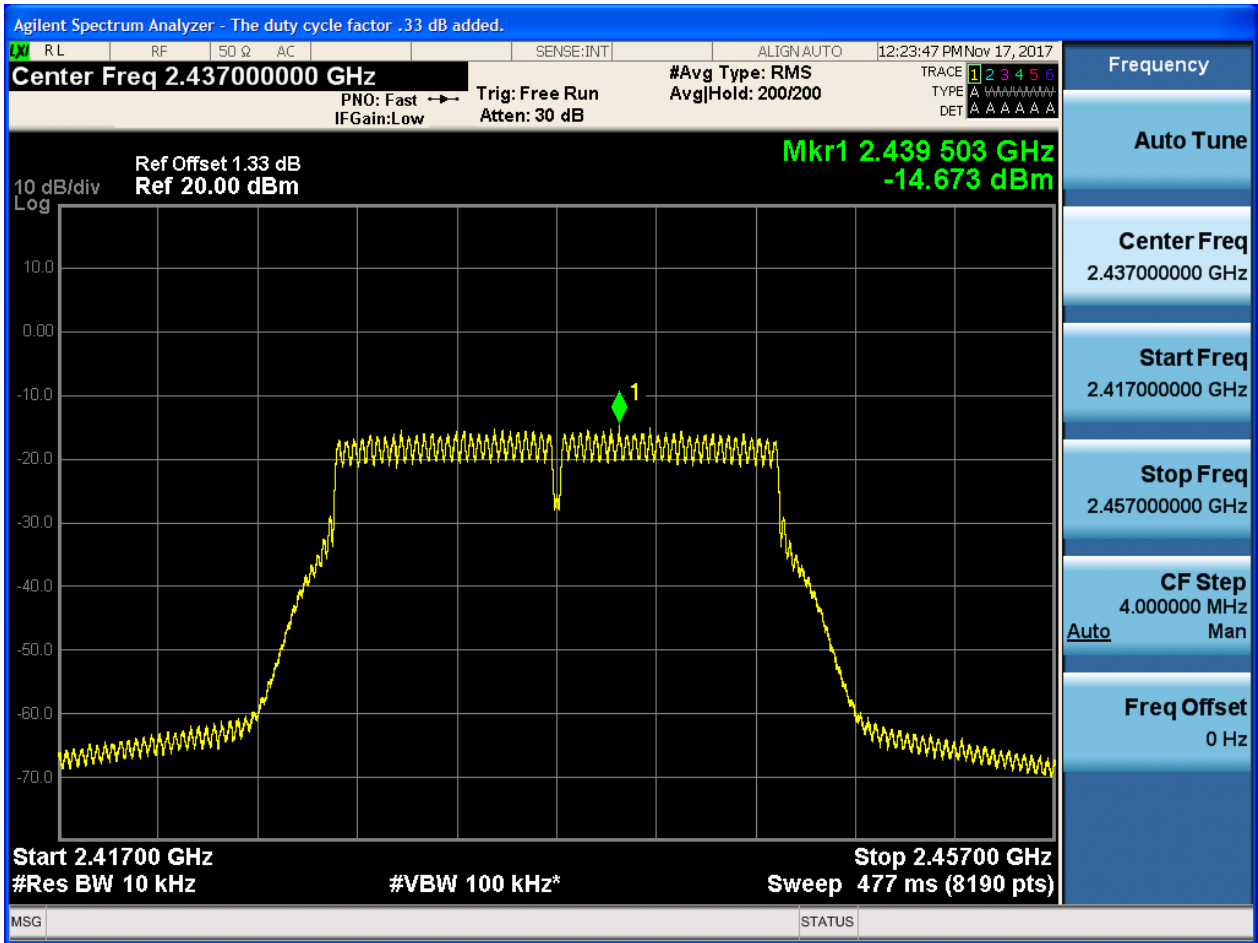 Agilent Spectrum Analyzer - The duty cycle factor .33 dB added.
LXI RL RF 50 Ω AC SENSE:INT ALIGN AUTO 12:23:47 PM Nov 17, 2017
Center Freq 2.437000000 GHz
PNO: Fast
IFGain:Low
Trig: Free Run
Atten: 30 dB
#Avg Type: RMS
Avg|Hold: 200/200
TRACE 1 2 3 4 5 6
TYPE A WWWWW
DET A A A A A A
Mkr1 2.439 503 GHz
-14.673 dBm
Ref Offset 1.33 dB
10 dB/div Ref 20.00 dBm
Log
10.0
0.00
-10.0
-20.0
-30.0
-40.0
-50.0
-60.0
-70.0
1
Start 2.41700 GHz Stop 2.45700 GHz
#Res BW 10 kHz #VBW 100 kHz* Sweep 477 ms (8190 pts)
MSG STATUS
Frequency
Auto Tune
Center Freq
2.437000000 GHz
Start Freq
2.417000000 GHz
Stop Freq
2.457000000 GHz
CF Step
4.000000 MHz
Auto Man
Freq Offset
0 Hz